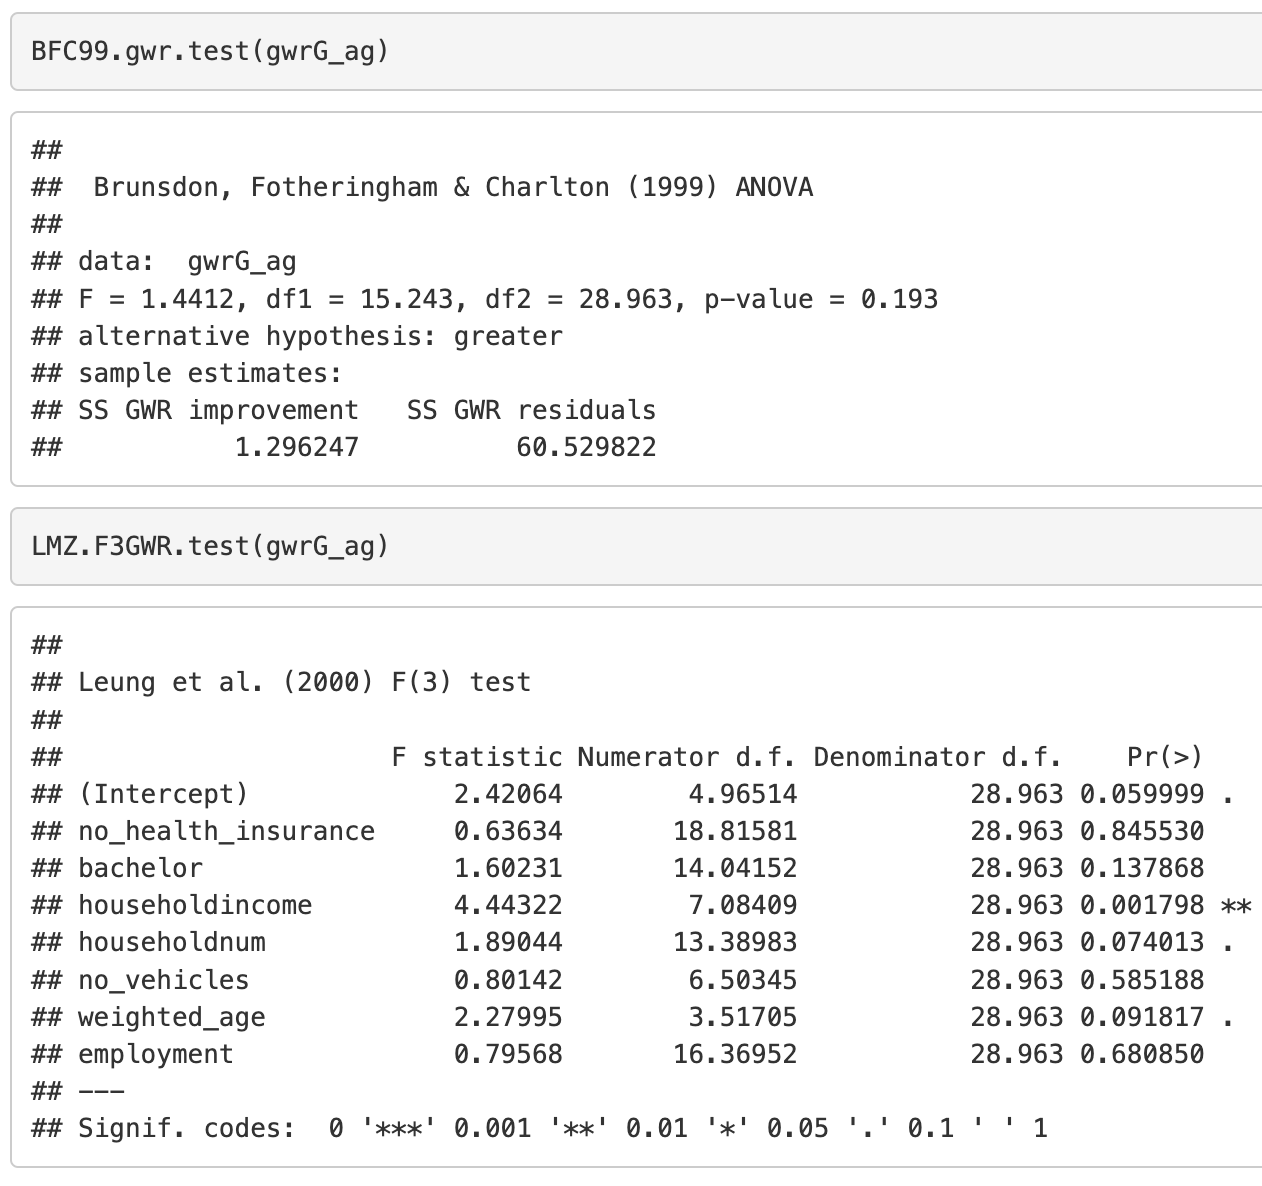 BFC99.gwr.test(gwrG_ag)
##
##  Brunsdon, Fotheringham & Charlton (1999) ANOVA
##
## data:  gwrG_ag
## F = 1.4412, df1 = 15.243, df2 = 28.963, p-value = 0.193
## alternative hypothesis: greater
## sample estimates:
## SS GWR improvement   SS GWR residuals
##           1.296247          60.529822
LMZ.F3GWR.test(gwrG_ag)
##
## Leung et al. (2000) F(3) test
##
##                     F statistic Numerator d.f. Denominator d.f.    Pr(>)
## (Intercept)             2.42064        4.96514           28.963 0.059999 .
## no_health_insurance     0.63634       18.81581           28.963 0.845530
## bachelor                1.60231       14.04152           28.963 0.137868
## householdincome         4.44322        7.08409           28.963 0.001798 **
## householdnum            1.89044       13.38983           28.963 0.074013 .
## no_vehicles             0.80142        6.50345           28.963 0.585188
## weighted_age            2.27995        3.51705           28.963 0.091817 .
## employment              0.79568       16.36952           28.963 0.680850
## ---
## Signif. codes:  0 '***' 0.001 '**' 0.01 '*' 0.05 '.' 0.1 ' ' 1